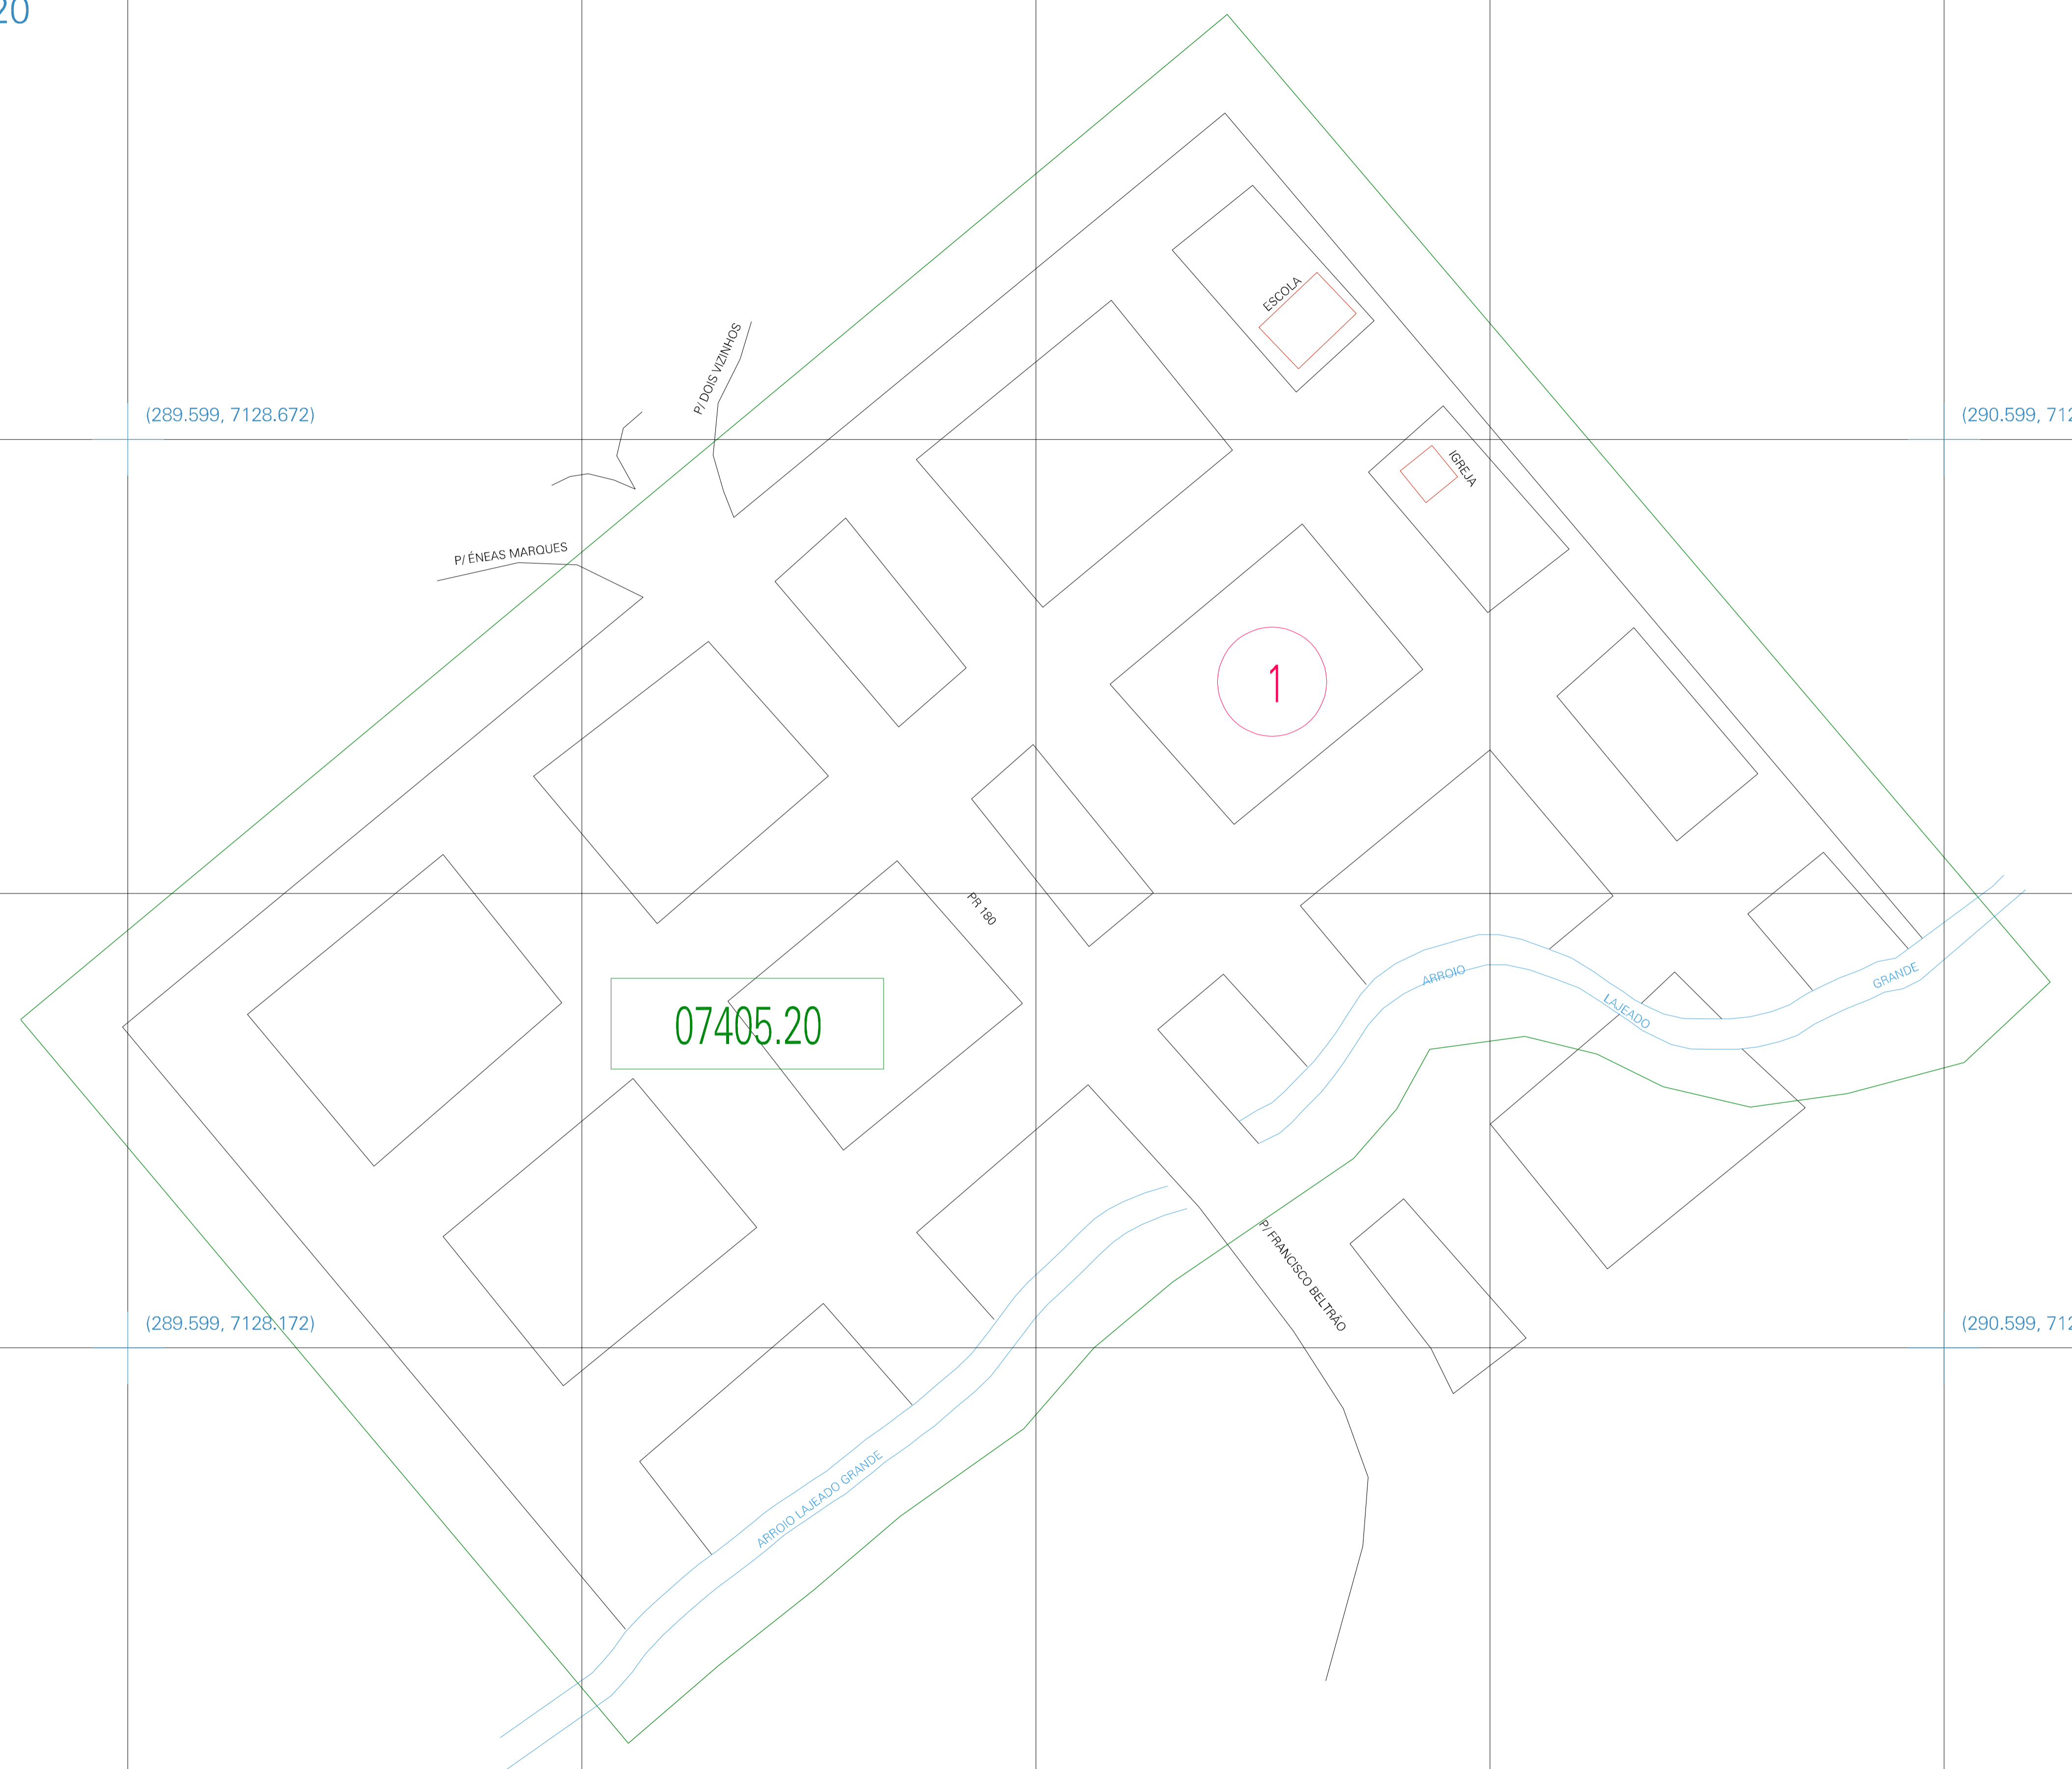 20
ESCOLA
P/ DOIS VIZINHOS
(289.599, 7128.672)
(290.599, 712
IGREJA
P/ ÉNEAS MARQUES
1
PR 180
ARROIO
GRANDE
LAJEADO
07405.20
P/ FRANCISCO BELTRÃO
(289.599, 7128.172)
(290.599, 712
ARROIO LAJEADO GRANDE